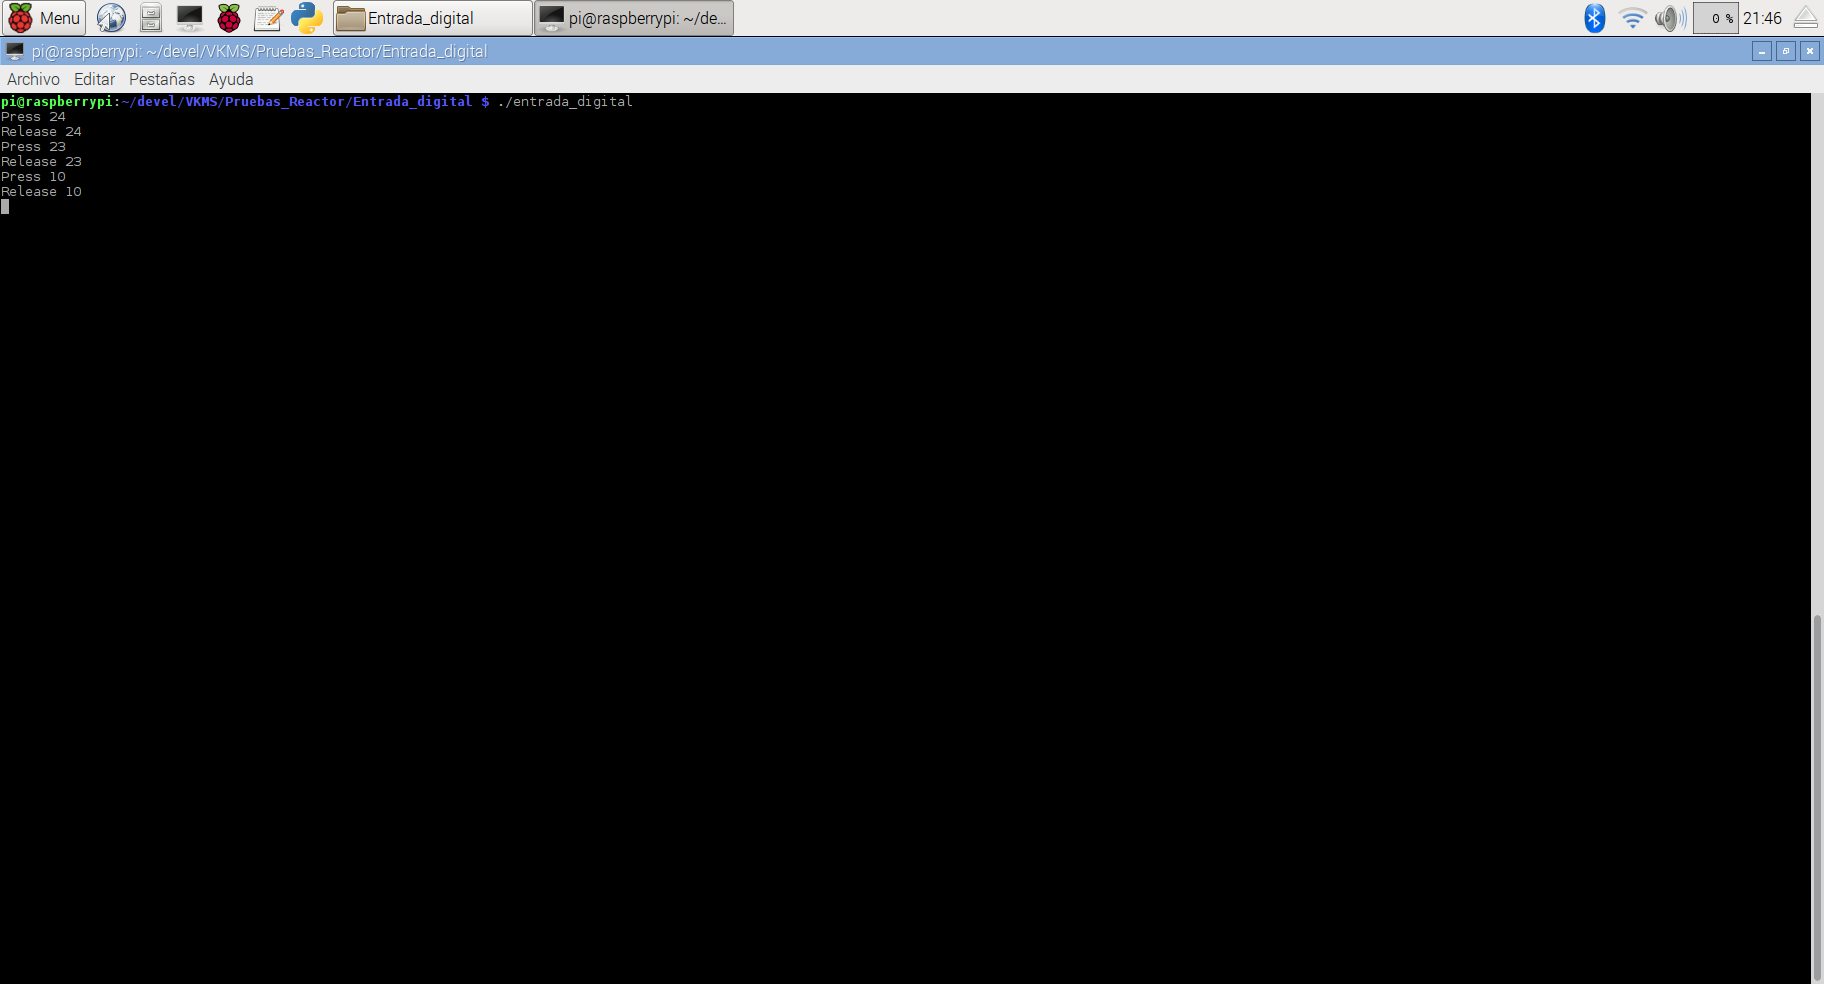 Menu
Entrada_digital
pi@raspberrypi: ~/de...
0 %
21:46
pi@raspberrypi: ~/devel/VKMS/Pruebas_Reactor/Entrada_digital
Archivo Editar Pestañas Ayuda
pi@raspberrypi:~/devel/VKMS/Pruebas_Reactor/Entrada_digital $ ./entrada_digital
Press 24
Release 24
Press 23
Release 23
Press 10
Release 10